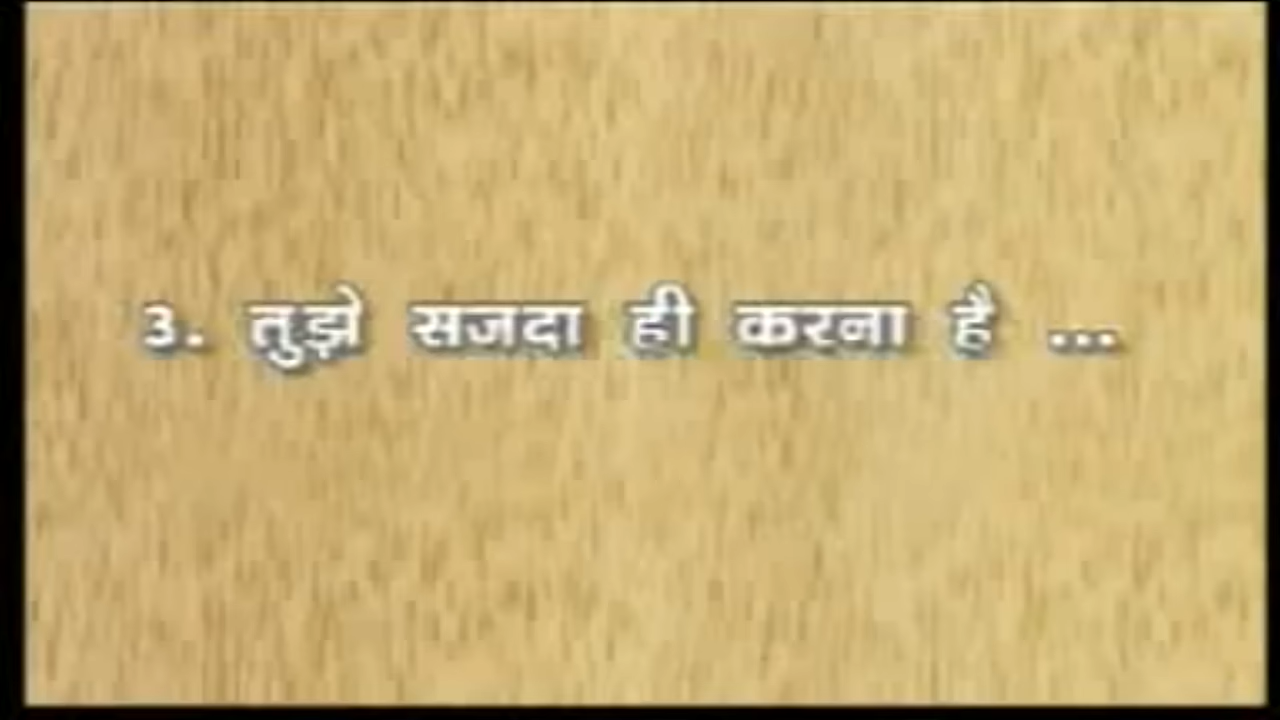 3. तुझे सजदा ही करना है ...